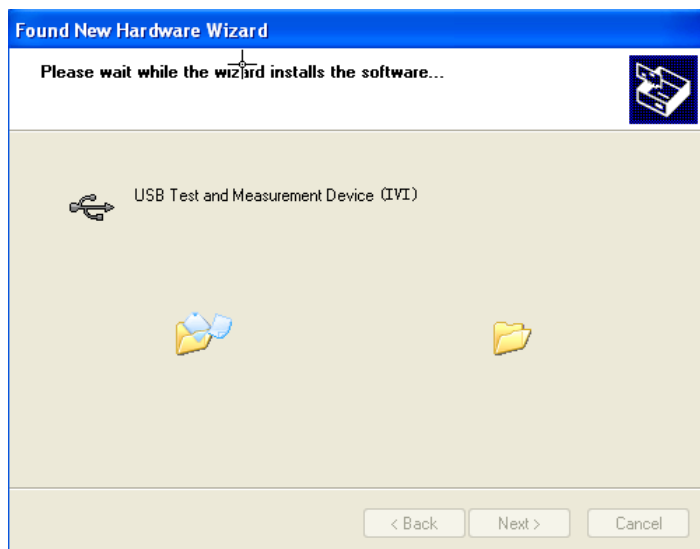 Found New Hardware Wizard
Please wait while the wizard installs the software...
USB Test and Measurement Device (IVI)
< Back
Next >
Cancel